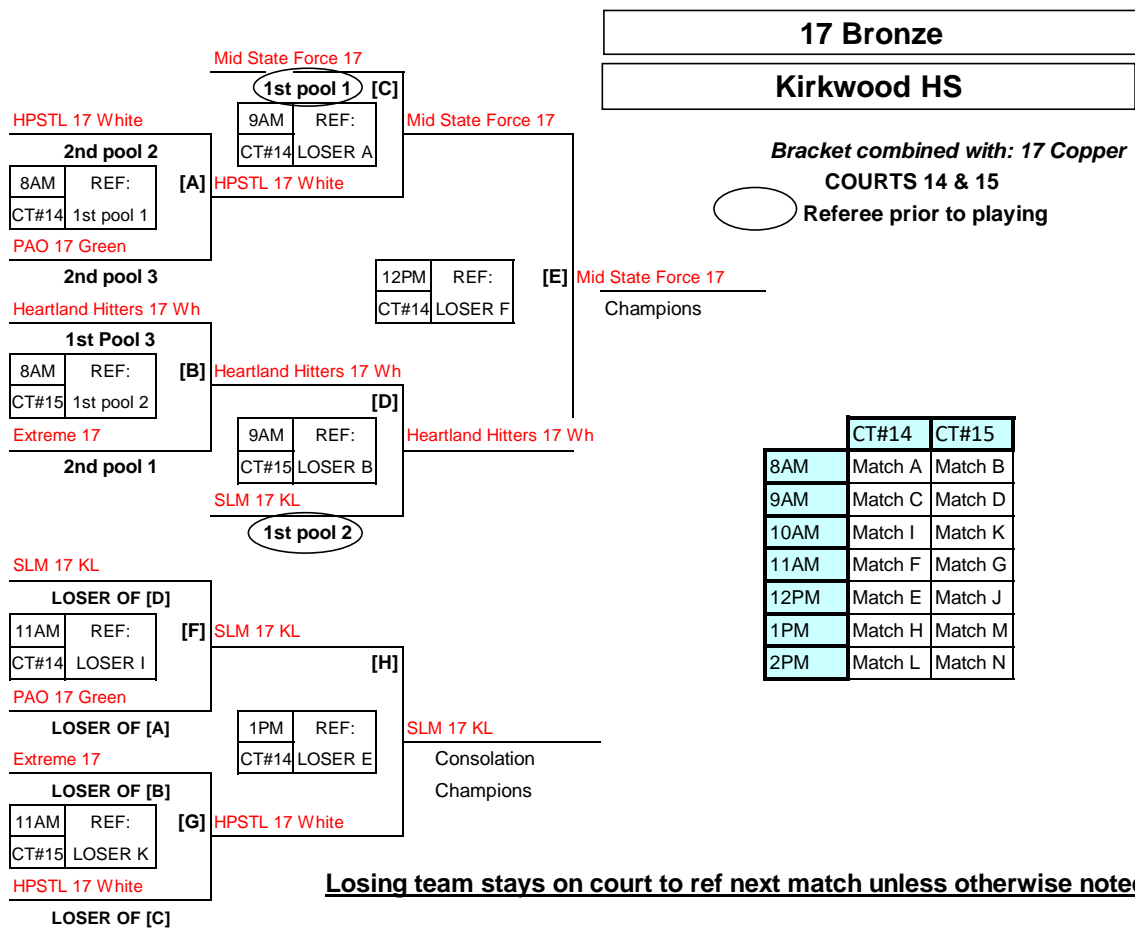 17 Bronze
Kirkwood HS
Bracket combined with: 17 Copper
COURTS 14 & 15
Referee prior to playing
Mid State Force 17
1st pool 1 [C]
9AM REF:
CT#14 LOSER A
Mid State Force 17
HPSTL 17 White
2nd pool 2
8AM REF: [A]
CT#14 1st pool 1
HPSTL 17 White
PAO 17 Green
2nd pool 3
12PM REF: [E]
CT#14 LOSER F
Mid State Force 17
Champions
Heartland Hitters 17 Wh
1st Pool 3
8AM REF: [B]
CT#15 1st pool 2
Heartland Hitters 17 Wh
[D]
Extreme 17
2nd pool 1
9AM REF:
CT#15 LOSER B
Heartland Hitters 17 Wh
SLM 17 KL
1st pool 2
CT#14 CT#15
8AM Match A Match B
9AM Match C Match D
10AM Match I Match K
11AM Match F Match G
12PM Match E Match J
1PM Match H Match M
2PM Match L Match N
SLM 17 KL
LOSER OF [D]
11AM REF: [F]
CT#14 LOSER I
SLM 17 KL
[H]
PAO 17 Green
LOSER OF [A]
1PM REF:
CT#14 LOSER E
SLM 17 KL
Consolation
Champions
Extreme 17
LOSER OF [B]
11AM REF: [G]
CT#15 LOSER K
HPSTL 17 White
HPSTL 17 White
LOSER OF [C]
Losing team stays on court to ref next match unless otherwise note